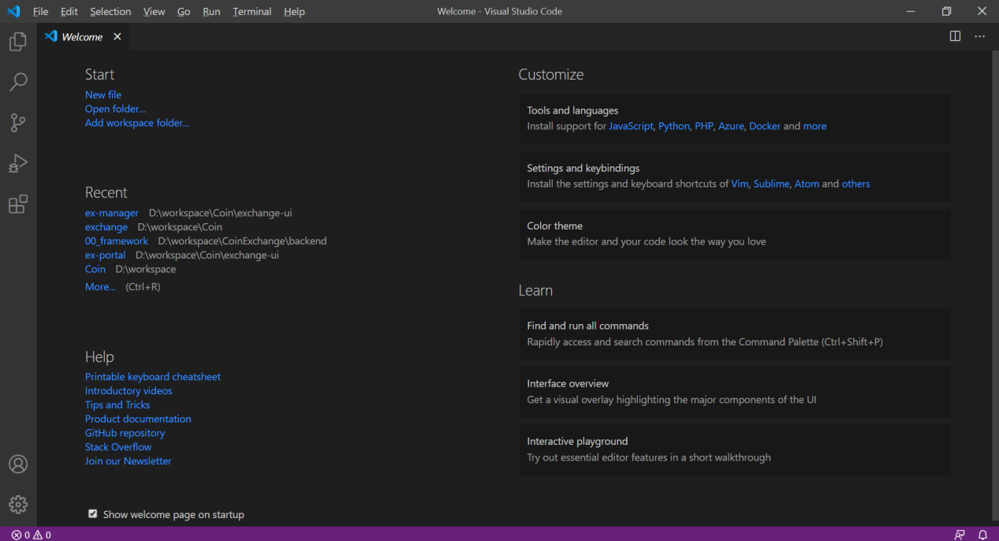 File Edit Selection View Go Run Terminal Help
Welcome - Visual Studio Code
Welcome
Start
New file
Open folder...
Add workspace folder...
Recent
ex-manager D:\workspace\Coin\exchange-ui
exchange D:\workspace\Coin
00_framework D:\workspace\CoinExchange\backend
ex-portal D:\workspace\Coin\exchange-ui
Coin D:\workspace
More... (Ctrl+R)
Help
Printable keyboard cheatsheet
Introductory videos
Tips and Tricks
Product documentation
GitHub repository
Stack Overflow
Join our Newsletter
Show welcome page on startup
Customize
Tools and languages
Install support for JavaScript, Python, PHP, Azure, Docker and more
Settings and keybindings
Install the settings and keyboard shortcuts of Vim, Sublime, Atom and others
Color theme
Make the editor and your code look the way you love
Learn
Find and run all commands
Rapidly access and search commands from the Command Palette (Ctrl+Shift+P)
Interface overview
Get a visual overlay highlighting the major components of the UI
Interactive playground
Try out essential editor features in a short walkthrough
0 0